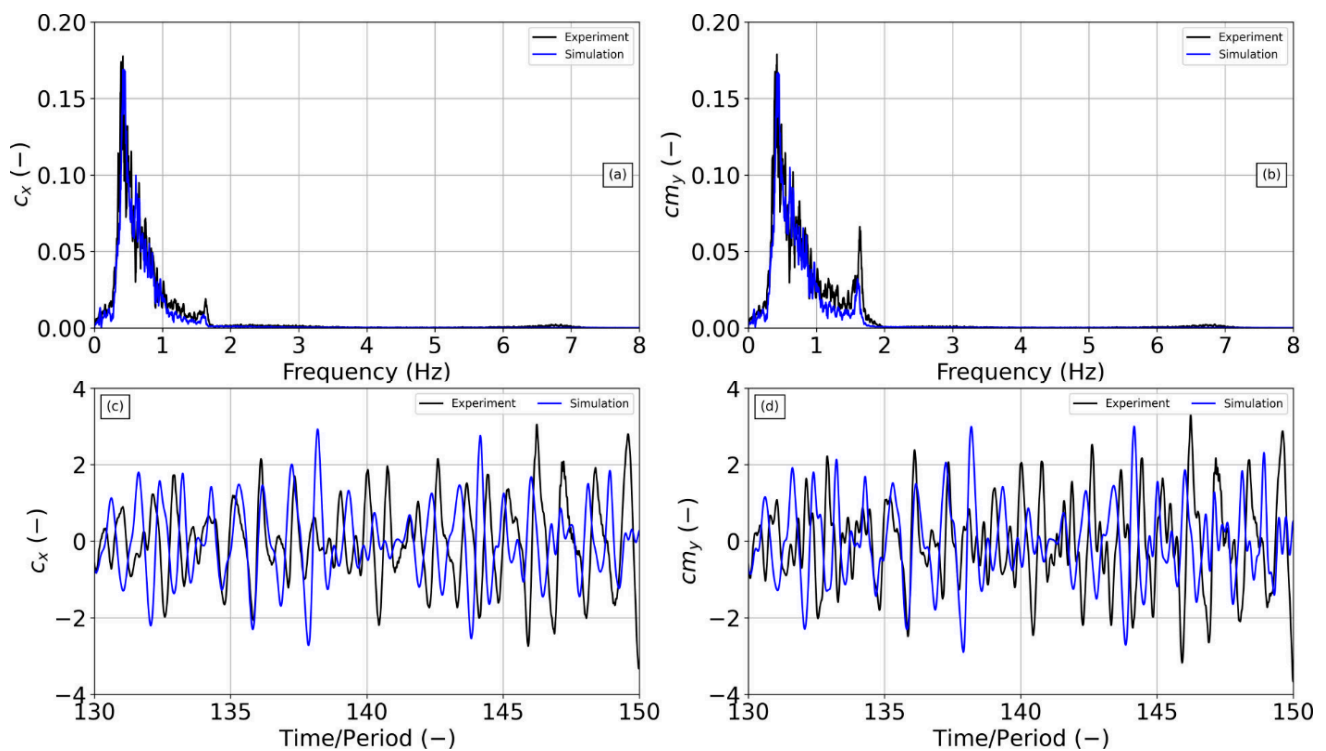 0.20
0.15
0.10
0.05
0.00
c_x (−)
Experiment
Simulation
(a)
0 1 2 3 4 5 6 7 8
Frequency (Hz)
0.20
0.15
0.10
0.05
0.00
cm_y (−)
Experiment
Simulation
(b)
0 1 2 3 4 5 6 7 8
Frequency (Hz)
4
2
0
−2
−4
c_x (−)
(c)
Experiment Simulation
130 135 140 145 150
Time/Period (−)
4
2
0
−2
−4
cm_y (−)
(d)
Experiment Simulation
130 135 140 145 150
Time/Period (−)